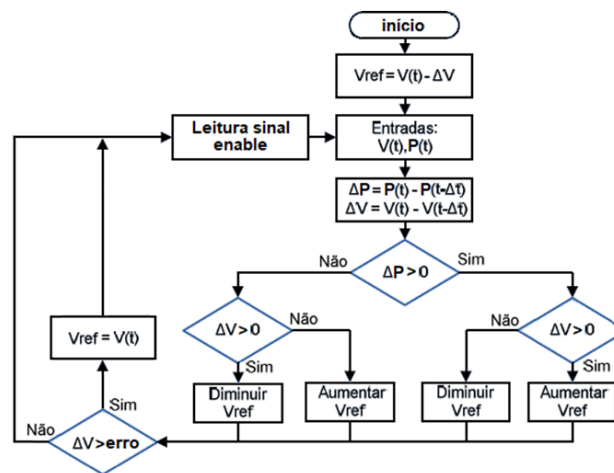 início
Vref = V(t) - ΔV
Leitura sinal
enable
Entradas:
V(t), P(t)
ΔP = P(t) - P(t-Δt)
ΔV = V(t) - V(t-Δt)
Não
ΔP > 0
Sim
ΔV > 0
Não
Sim
Não
ΔV > 0
Sim
Vref = V(t)
Diminuir
Vref
Aumentar
Vref
Diminuir
Vref
Aumentar
Vref
Sim
Não
ΔV > erro